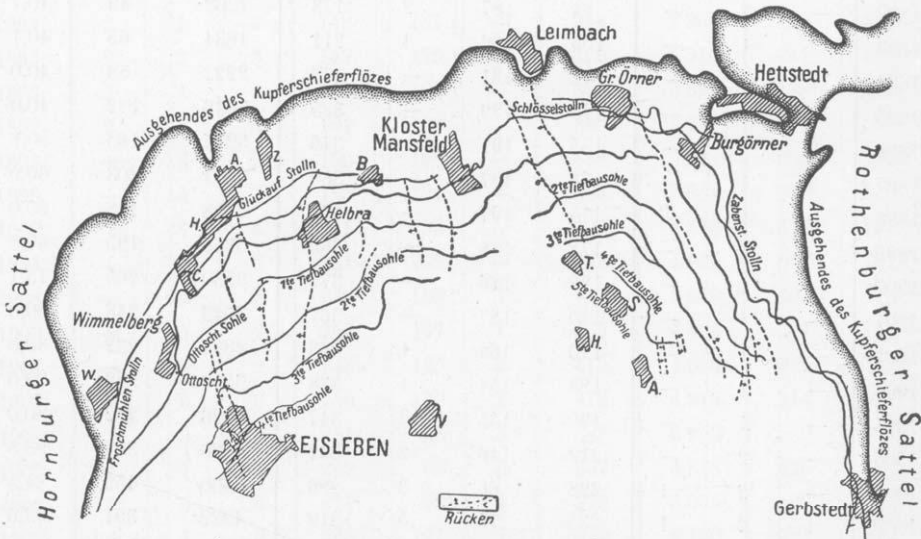 Leimbach
Gr. Örner
Hettstedt
Ausgehendes des Kupferschieferflözes
Schlösselstolln
Kloster
Mansfeld
Burgörner
A.
Z.
B.
Glückauf Stolln
H.
Helbra
C.
2te Tiefbausohle
3te Tiefbausohle
4te Tiefbausohle
5te Tiefbausohle
Zabenst. Stolln
T.
S.
H.
A.
1te Tiefbausohle
2te Tiefbausohle
3te Tiefbausohle
4te Tiefbausohle
Ottoscht Sohle
Ottoscht.
Wimmelberg
W.
Froschmühlen Stolln
EISLEBEN
N
Hornburger Sattel
Rothenburger Sattel
Ausgehendes des Kupferschieferflözes
Gerbstedt
Rücken